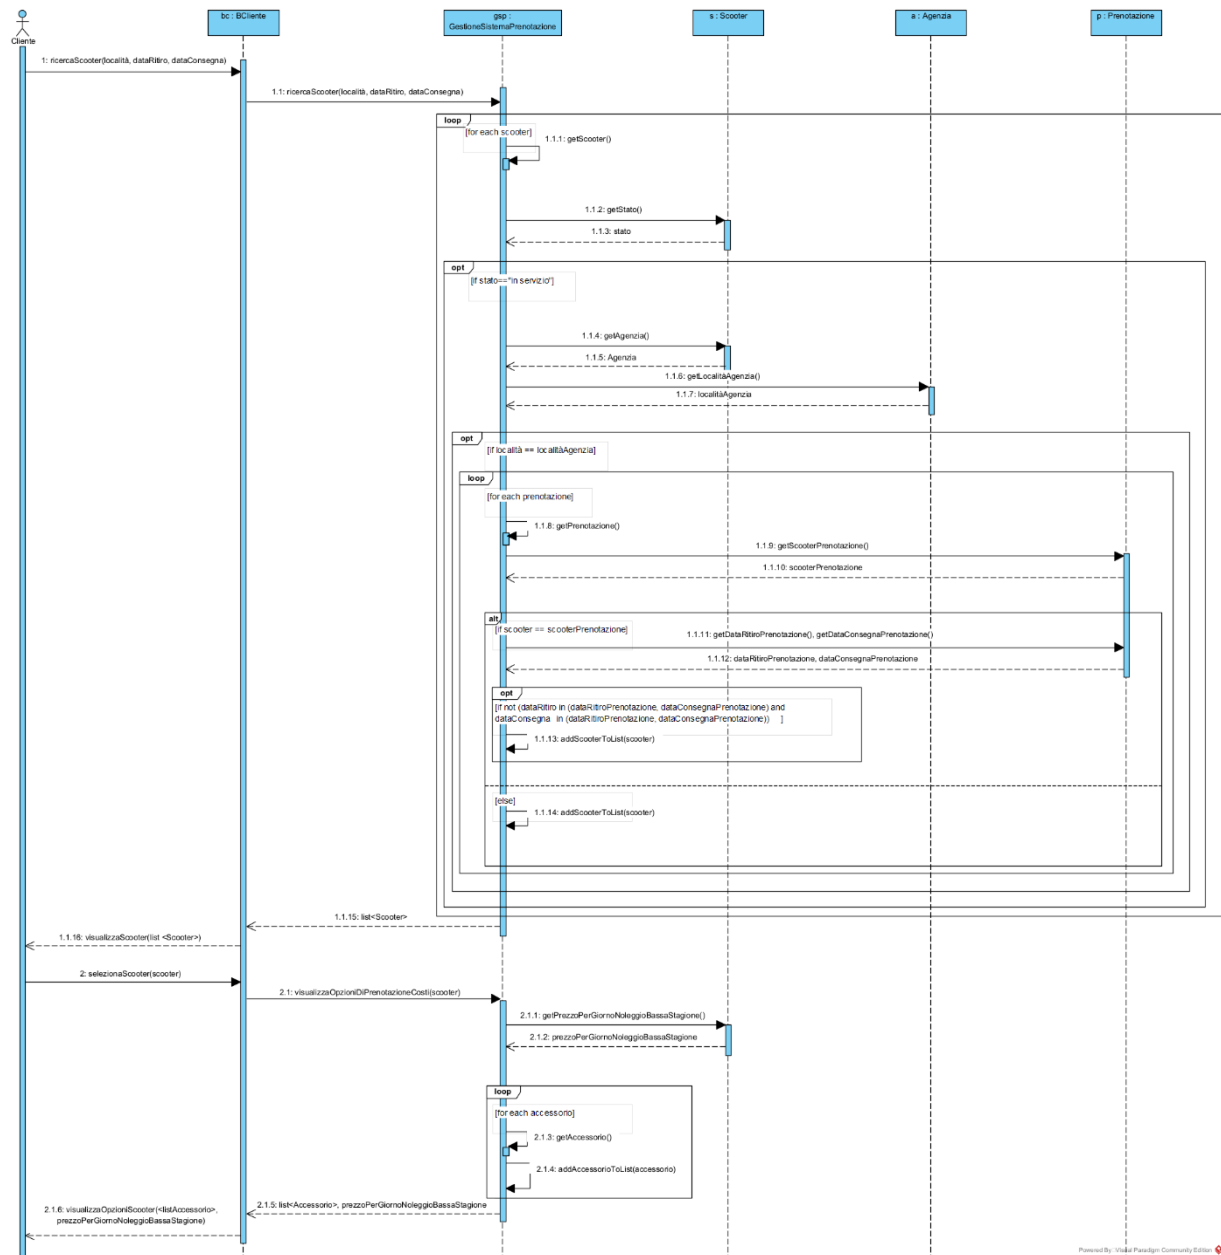 bc : BCliente
gsp :
GestioneSistemaPrenotazione
s : Scooter
a : Agenzia
p : Prenotazione
Cliente
1: ricercaScooter(località, dataRitiro, dataConsegna)
1.1: ricercaScooter(località, dataRitiro, dataConsegna)
loop
[for each scooter]
1.1.1: getScooter()
1.1.2: getStato()
1.1.3: stato
opt
[if stato=="in servizio"]
1.1.4: getAgenzia()
1.1.5: Agenzia
1.1.6: getLocalitàAgenzia()
1.1.7: localitàAgenzia
opt
[if località == localitàAgenzia]
loop
[for each prenotazione]
1.1.8: getPrenotazione()
1.1.9: getScooterPrenotazione()
1.1.10: scooterPrenotazione
alt
[if scooter == scooterPrenotazione]
1.1.11: getDataRitiroPrenotazione(), getDataConsegnaPrenotazione()
1.1.12: dataRitiroPrenotazione, dataConsegnaPrenotazione
opt
[if not (dataRitiro in (dataRitiroPrenotazione, dataConsegnaPrenotazione) and
dataConsegna in (dataRitiroPrenotazione, dataConsegnaPrenotazione)) ]
1.1.13: addScooterToList(scooter)
[else]
1.1.14: addScooterToList(scooter)
1.1.15: list<Scooter>
1.1.16: visualizzaScooter(list <Scooter>)
2: selezionaScooter(scooter)
2.1: visualizzaOpzioniDiPrenotazioneCosti(scooter)
2.1.1: getPrezzoPerGiornoNoleggioBassaStagione()
2.1.2: prezzoPerGiornoNoleggioBassaStagione
loop
[for each accessorio]
2.1.3: getAccessorio()
2.1.4: addAccessorioToList(accessorio)
2.1.5: list<Accessorio>, prezzoPerGiornoNoleggioBassaStagione
2.1.6: visualizzaOpzioniScooter(<listAccessorio>,
prezzoPerGiornoNoleggioBassaStagione)
Powered By Visual Paradigm Community Edition